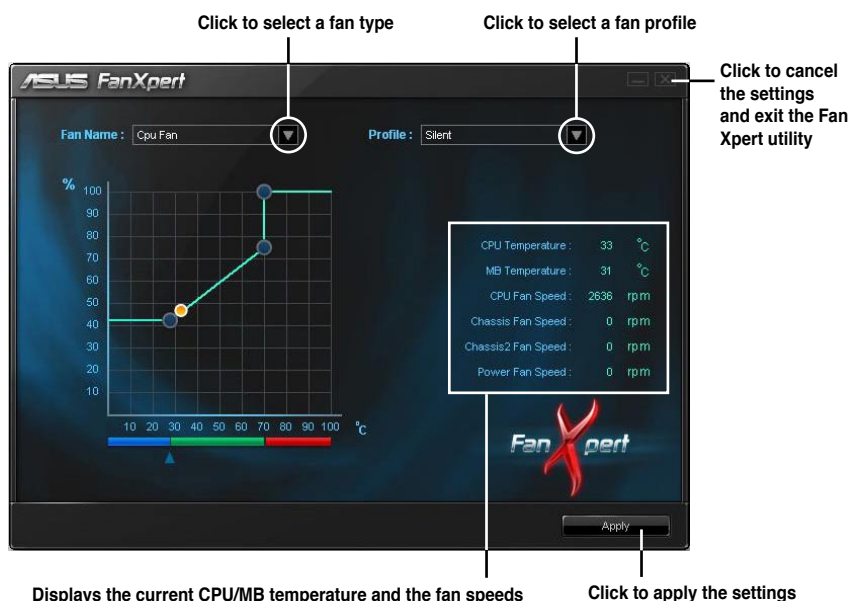 Click to select a fan type
Click to select a fan profile
ASUS FanXpert
Click to cancel
the settings
and exit the Fan
Xpert utility
Fan Name : Cpu Fan
Profile : Silent
%
100
90
80
70
60
50
40
30
20
10
10 20 30 40 50 60 70 80 90 100 °C
CPU Temperature : 33 °C
MB Temperature : 31 °C
CPU Fan Speed : 2636 rpm
Chassis Fan Speed : 0 rpm
Chassis2 Fan Speed : 0 rpm
Power Fan Speed : 0 rpm
Fan Xpert
Apply
Displays the current CPU/MB temperature and the fan speeds
Click to apply the settings